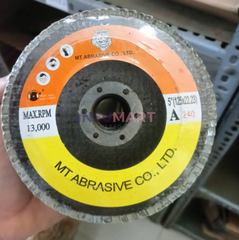 MT ABRASIVE CO., LTD.
MAX.RPM
13,000
5"(125x22.23)
A 240
MT ABRASIVE CO., LTD.